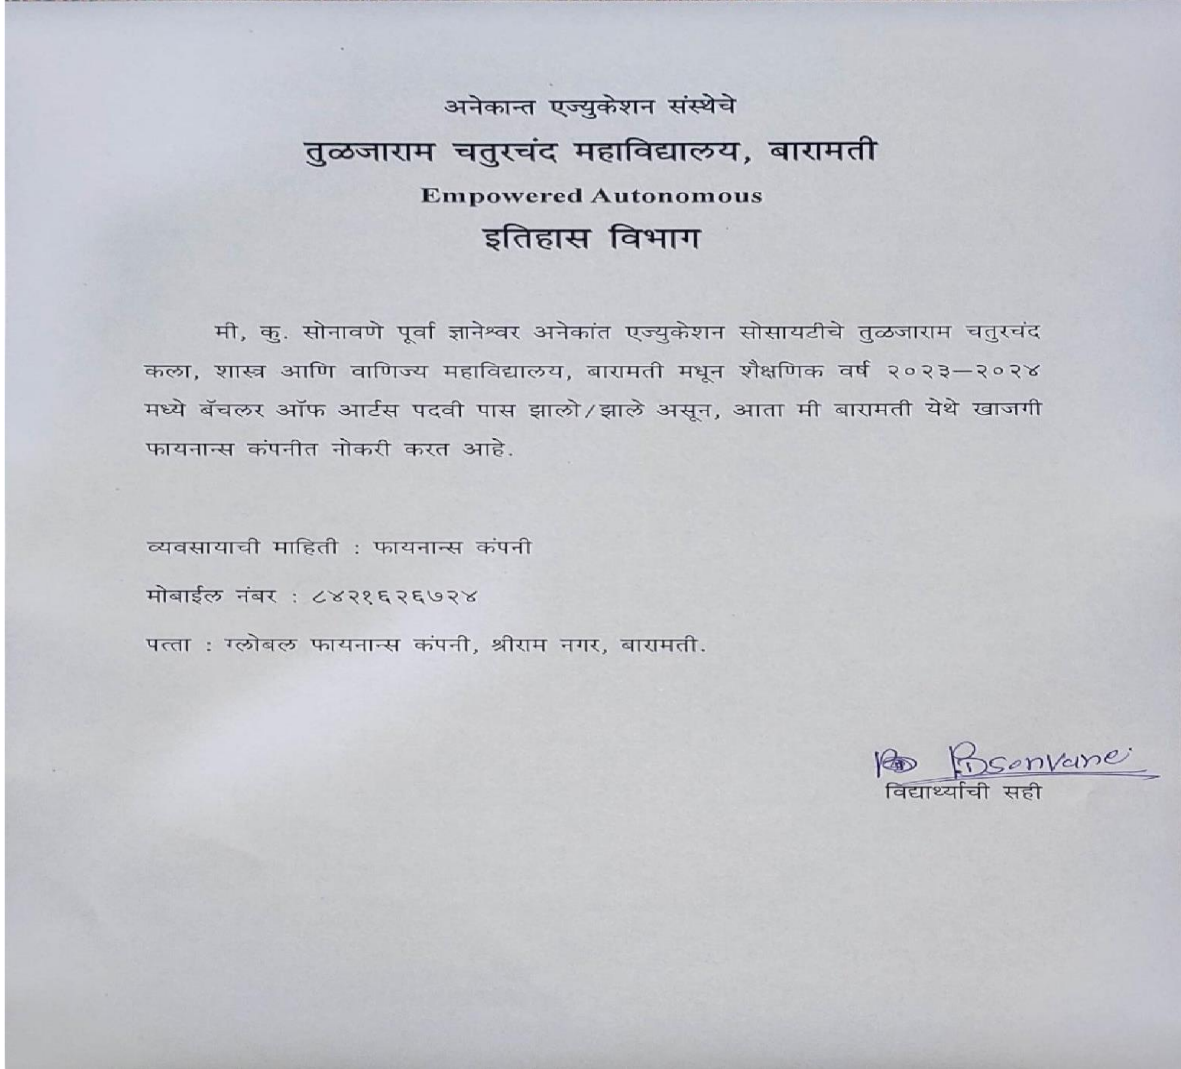 अनेकान्त एज्युकेशन संस्थेचे
तुळजाराम चतुरचंद महाविद्यालय, बारामती
Empowered Autonomous
इतिहास विभाग
मी, कु. सोनावणे पूर्वा ज्ञानेश्वर अनेकांत एज्युकेशन सोसायटीचे तुळजाराम चतुरचंद
कला, शास्त्र आणि वाणिज्य महाविद्यालय, बारामती मधून शैक्षणिक वर्ष २०२३–२०२४
मध्ये बॅचलर ऑफ आर्टस पदवी पास झालो/झाले असून, आता मी बारामती येथे खाजगी
फायनान्स कंपनीत नोकरी करत आहे.
व्यवसायाची माहिती : फायनान्स कंपनी
मोबाईल नंबर : ८४२१६२६७२४
पत्ता : ग्लोबल फायनान्स कंपनी, श्रीराम नगर, बारामती.
विद्यार्थ्याची सही